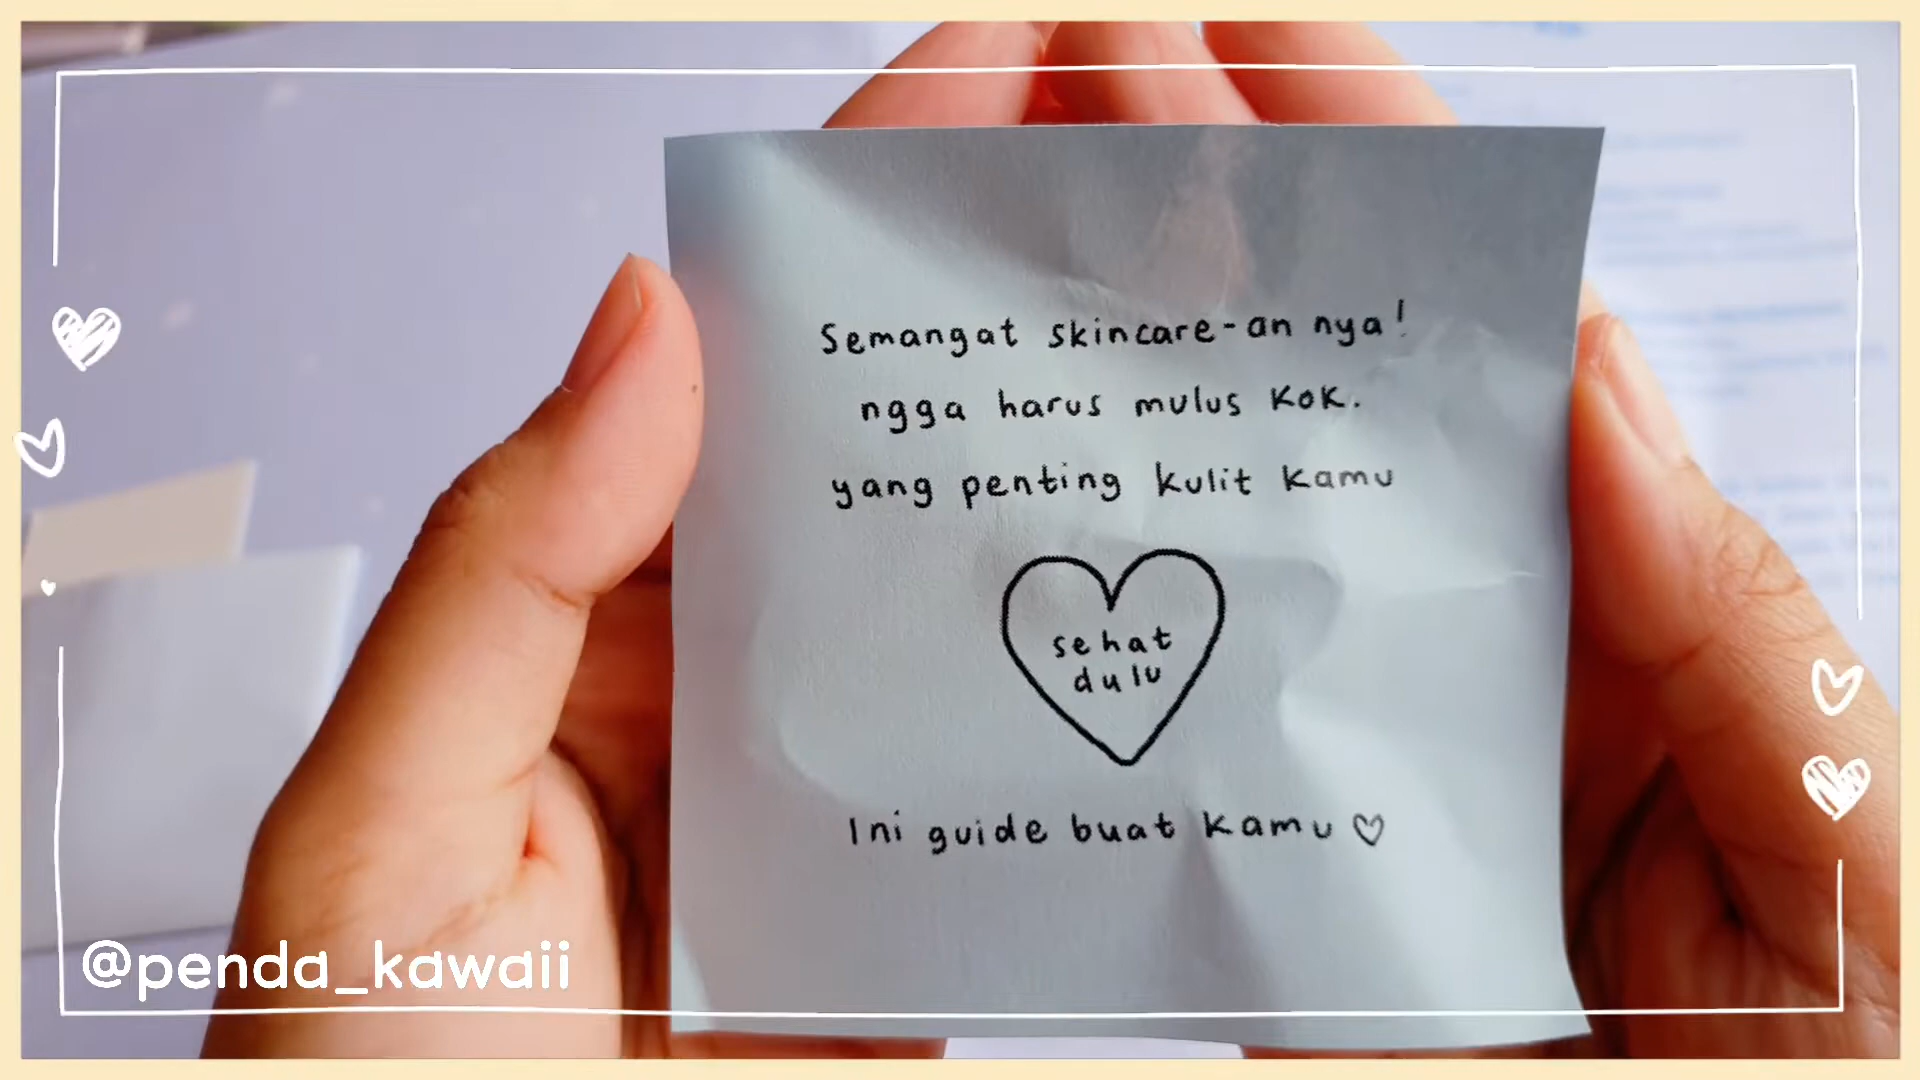 Semangat skincare-an nya!
ngga harus mulus kok.
yang penting kulit kamu
sehat
dulu
Ini guide buat kamu ♡
@penda_kawaii